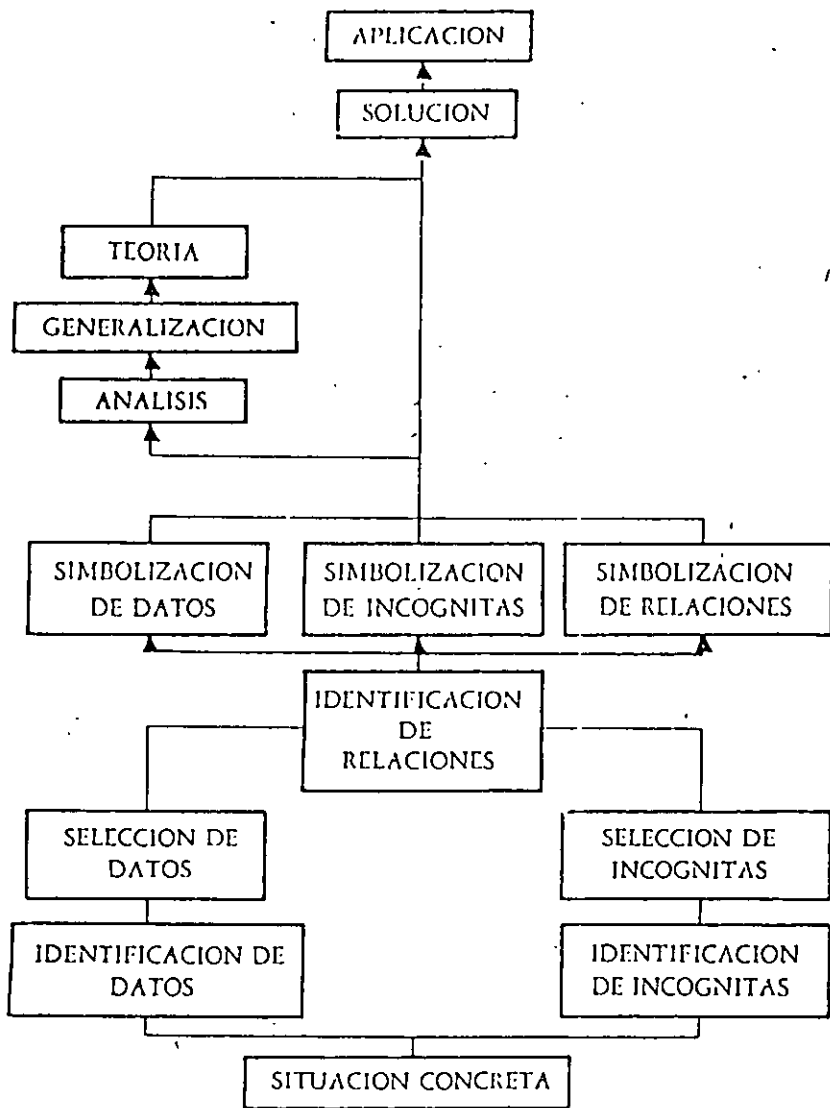 APLICACION
SOLUCION
TEORIA
GENERALIZACION
ANALISIS
SIMBOLIZACION
DE DATOS
SIMBOLIZACION
DE INCOGNITAS
SIMBOLIZACION
DE RELACIONES
IDENTIFICACION
DE
RELACIONES
SELECCION DE
DATOS
SELECCION DE
INCOGNITAS
IDENTIFICACION DE
DATOS
IDENTIFICACION
DE INCOGNITAS
SITUACION CONCRETA